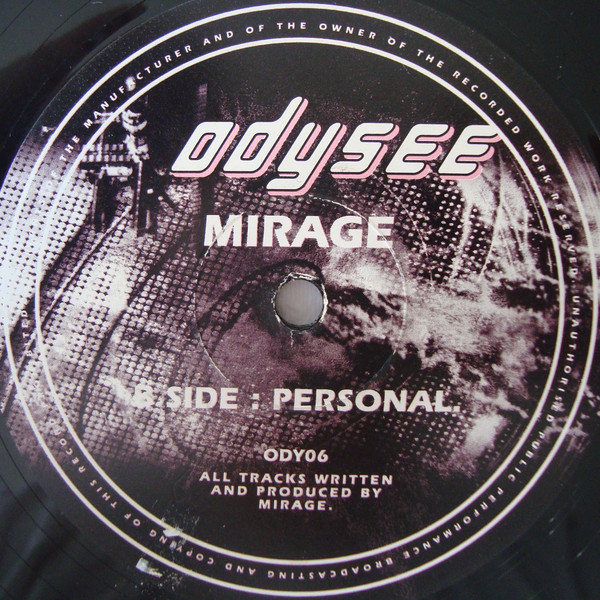 THE MANUFACTURER AND OF THE OWNER OF THE RECORDED WORK RESERVED. UNAUTHORISED PUBLIC PERFORMANCE BROADCASTING AND COPYING OF THIS RECORD
ODYSEE
MIRAGE
B.SIDE : PERSONAL.
ODY06
ALL TRACKS WRITTEN
AND PRODUCED BY
MIRAGE.